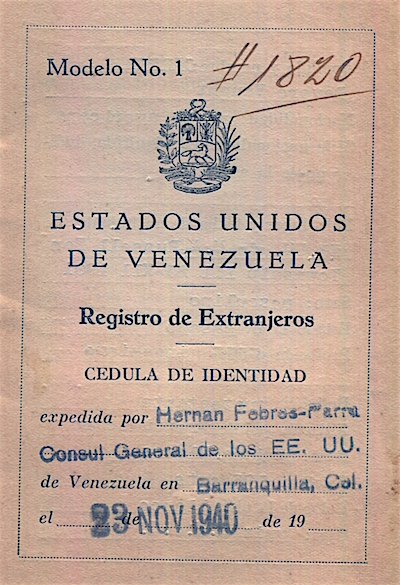 Modelo No. 1 #1820
ESTADOS UNIDOS
DE VENEZUELA
Registro de Extranjeros
CEDULA DE IDENTIDAD
expedida por Hernan Febres-Parra
Consul General de los EE. UU.
de Venezuela en Barranquilla, Col.
el 23 de NOV 1940 de 19